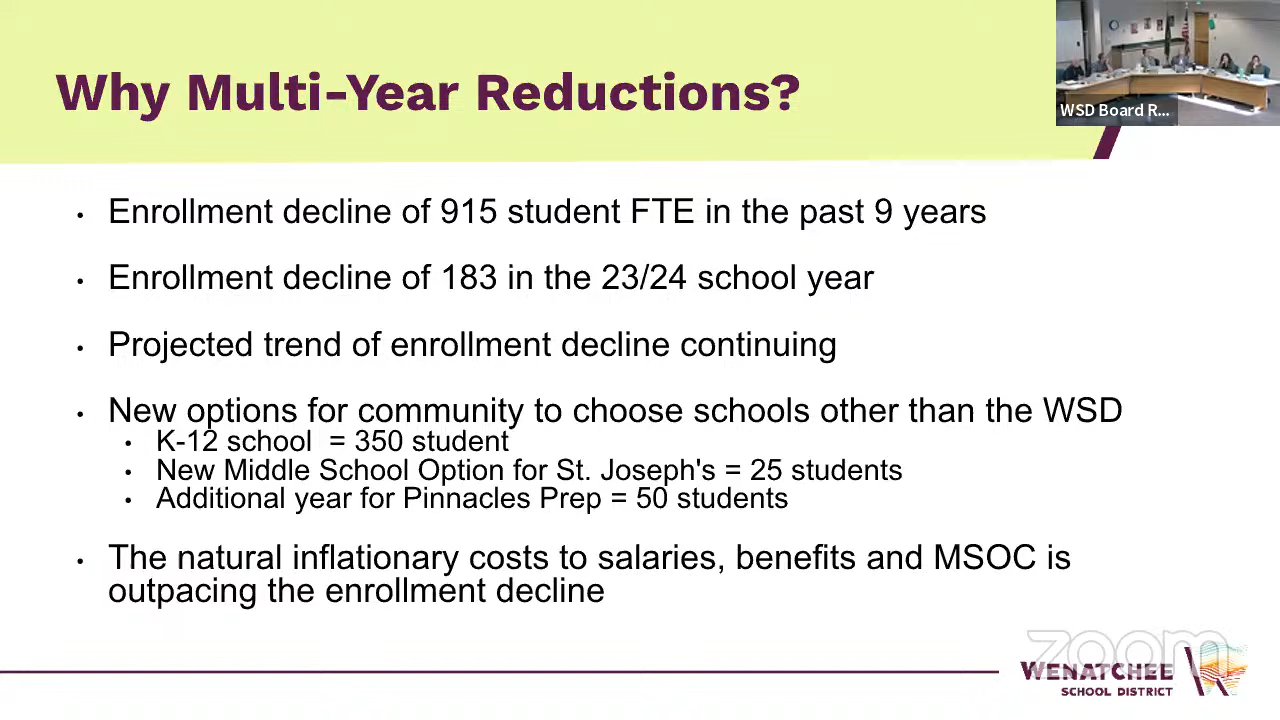 Why Multi-Year Reductions?
WSD Board R...
• Enrollment decline of 915 student FTE in the past 9 years
• Enrollment decline of 183 in the 23/24 school year
• Projected trend of enrollment decline continuing
• New options for community to choose schools other than the WSD
• K-12 school = 350 student
• New Middle School Option for St. Joseph's = 25 students
• Additional year for Pinnacles Prep = 50 students
• The natural inflationary costs to salaries, benefits and MSOC is
outpacing the enrollment decline
zoom
WENATCHEE
SCHOOL DISTRICT